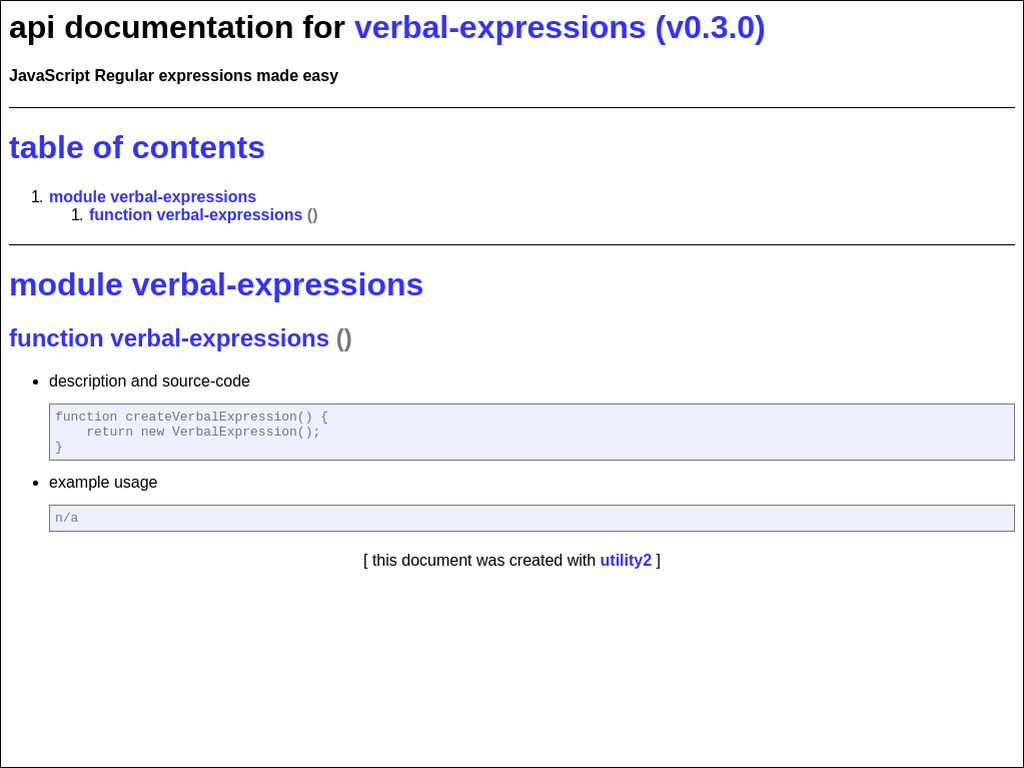 api documentation for verbal-expressions (v0.3.0)
JavaScript Regular expressions made easy
table of contents
1. module verbal-expressions
1. function verbal-expressions ()
module verbal-expressions
function verbal-expressions ()
• description and source-code
function createVerbalExpression() {
    return new VerbalExpression();
}
• example usage
n/a
[ this document was created with utility2 ]